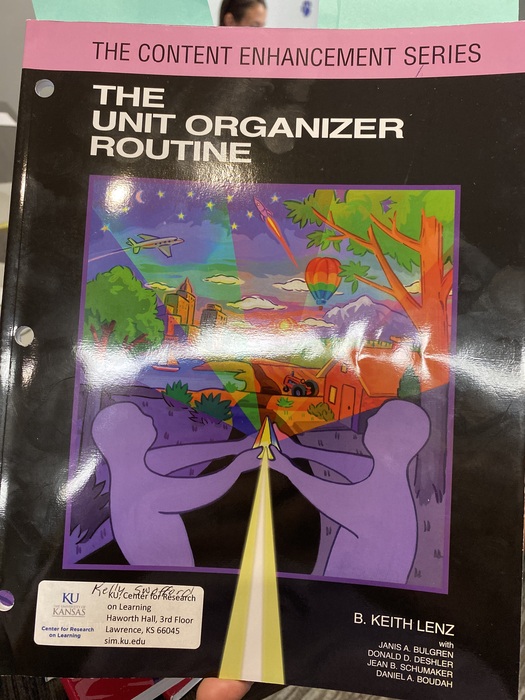 THE CONTENT ENHANCEMENT SERIES
THE
UNIT ORGANIZER
ROUTINE
Kelly Swofford
KU
KANSAS
Center for Research
on Learning
KU, Center for Research
on Learning
Haworth Hall, 3rd Floor
Lawrence, KS 66045
sim.ku.edu
B. KEITH LENZ
with
JANIS A. BULGREN
DONALD D. DESHLER
JEAN B. SCHUMAKER
DANIEL A. BOUDAH